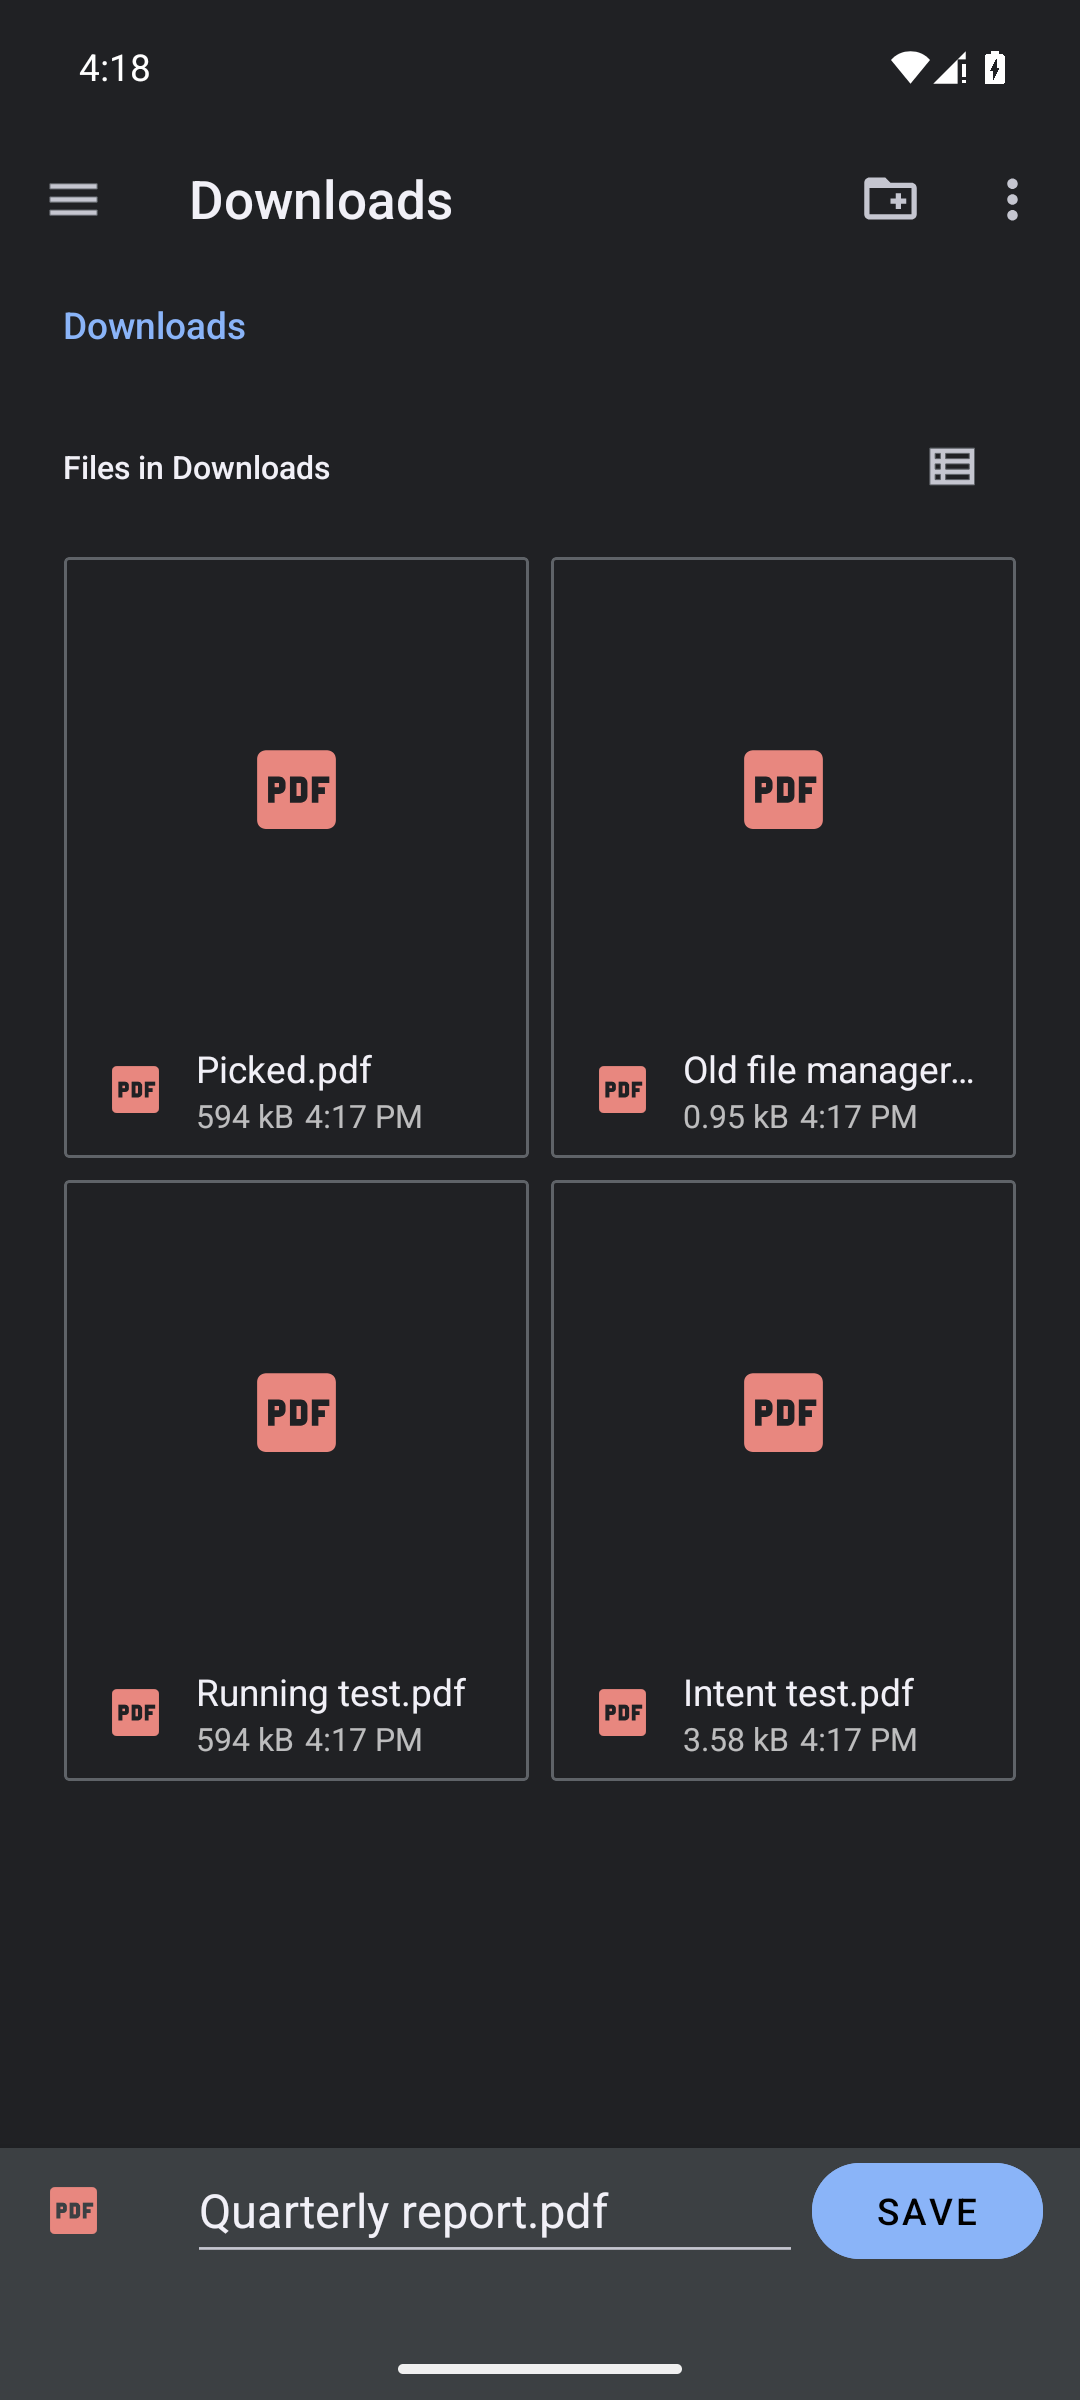 4:18
Downloads
Downloads
Files in Downloads
PDF
PDF
PDF Picked.pdf
594 kB 4:17 PM
PDF Old file manager...
0.95 kB 4:17 PM
PDF
PDF
PDF Running test.pdf
594 kB 4:17 PM
PDF Intent test.pdf
3.58 kB 4:17 PM
PDF Quarterly report.pdf SAVE